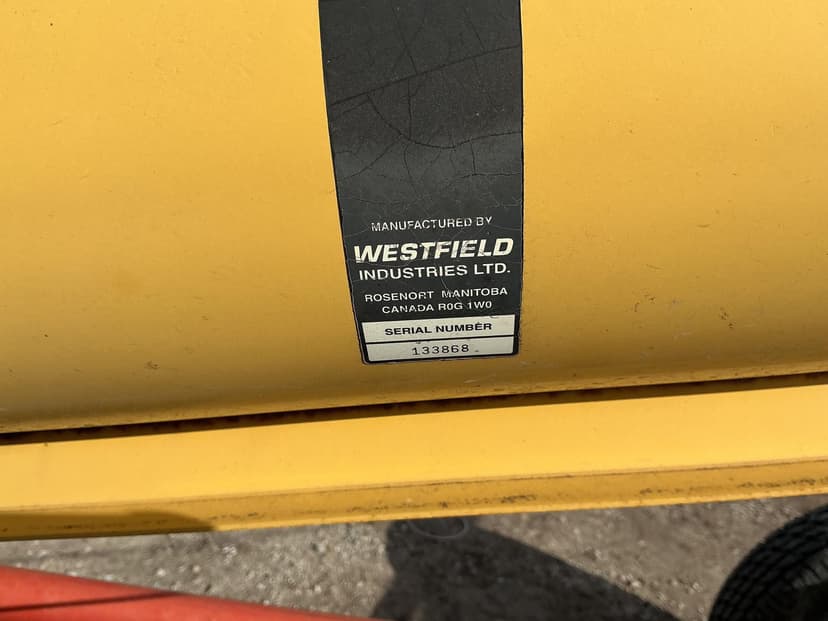 MANUFACTURED BY
WESTFIELD
INDUSTRIES LTD.
ROSENORT MANITOBA
CANADA R0G 1W0
SERIAL NUMBER
133868